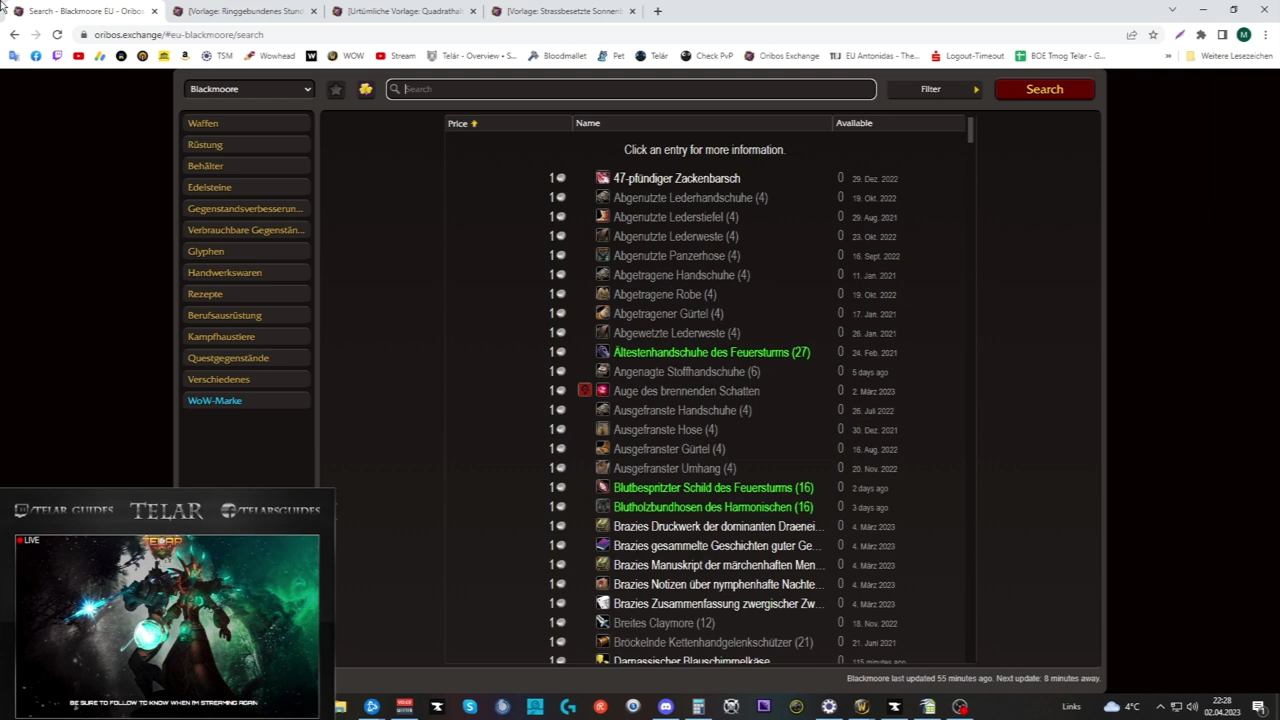 Search - Blackmoore EU - Oribos
[Vorlage: Ringgebundenes Stund
[Urtümliche Vorlage: Quadrathal
[Vorlage: Strassbesetzte Sonnenb
oribos.exchange/#eu-blackmoore/search
TSM
Wowhead
WOW
Stream
Telár - Overview • S...
Bloodmallet
Pet
Telár
Check PvP
Oribos Exchange
EU Antonidas - The...
Logout-Timeout
BOE Tmog Telar - G...
»
Weitere Lesezeichen
Blackmoore
Search
Filter
Search
Waffen
Rüstung
Behälter
Edelsteine
Gegenstandsverbesserun...
Verbrauchbare Gegenstän...
Glyphen
Handwerkswaren
Rezepte
Berufsausrüstung
Kampfhaustiere
Questgegenstände
Verschiedenes
WoW-Marke
Price Name Available
Click an entry for more information.
1 47-pfündiger Zackenbarsch 0 29. Dez. 2022
1 Abgenutzte Lederhandschuhe (4) 0 19. Okt. 2022
1 Abgenutzte Lederstiefel (4) 0 29. Aug. 2021
1 Abgenutzte Lederweste (4) 0 23. Okt. 2022
1 Abgenutzte Panzerhose (4) 0 16. Sept. 2022
1 Abgetragene Handschuhe (4) 0 11. Jan. 2021
1 Abgetragene Robe (4) 0 19. Okt. 2022
1 Abgetragener Gürtel (4) 0 17. Jan. 2021
1 Abgewetzte Lederweste (4) 0 26. Jan. 2021
1 Ältestenhandschuhe des Feuersturms (27) 0 24. Feb. 2021
1 Angenagte Stoffhandschuhe (6) 0 5 days ago
1 Auge des brennenden Schatten 0 2. März 2023
1 Ausgefranste Handschuhe (4) 0 26. Juli 2022
1 Ausgefranste Hose (4) 0 30. Dez. 2021
1 Ausgefranster Gürtel (4) 0 16. Aug. 2022
1 Ausgefranster Umhang (4) 0 20. Nov. 2022
1 Blutbespritzter Schild des Feuersturms (16) 0 2 days ago
1 Blutholzbundhosen des Harmonischen (16) 0 3 days ago
1 Brazies Druckwerk der dominanten Draenei... 0 4. März 2023
1 Brazies gesammelte Geschichten guter Ge... 0 4. März 2023
1 Brazies Manuskript der märchenhaften Men... 0 4. März 2023
1 Brazies Notizen über nymphenhafte Nachte... 0 4. März 2023
1 Brazies Zusammenfassung zwergischer Zw... 0 4. März 2023
1 Breites Claymore (12) 0 18. Nov. 2022
1 Bröckelnde Kettenhandgelenkschützer (21) 0 21. Juni 2021
1 Darnassischer Blauschimmelkäse 0 115 minutes ago
Blackmoore last updated 55 minutes ago. Next update: 8 minutes away.
/TELAR GUIDES
TELAR
/TELARSGUIDES
LIVE
BE SURE TO FOLLOW TO KNOW WHEN I'M STREAMING AGAIN
Links
4°C
22:28
02.04.2023